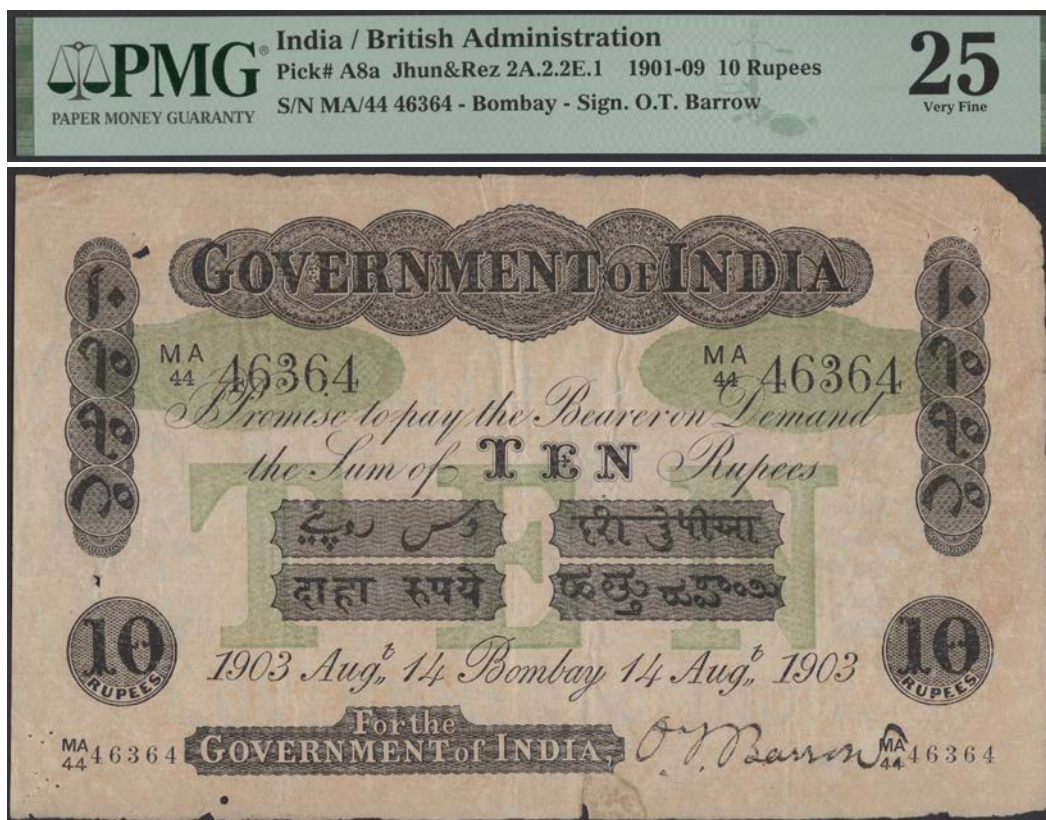 PMG® India / British Administration 25
Pick# A8a Jhun&Rez 2A.2.2E.1 1901-09 10 Rupees
PAPER MONEY GUARANTY S/N MA/44 46364 - Bombay - Sign. O.T. Barrow Very Fine
GOVERNMENT OF INDIA
MA 44 46364 MA 44 46364
I Promise to pay the Bearer on Demand
the Sum of TEN Rupees
TEN
دس روپیے
दाहा रुपये
10 RUPEES 10 RUPEES
1903 Augt. 14 Bombay 14 Augt. 1903
For the
MA 44 46364 GOVERNMENT of INDIA, O.T. Barrow MA 44 46364